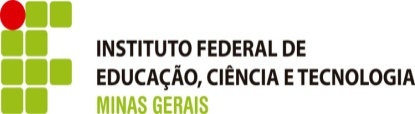 INSTITUTO FEDERAL DE
EDUCAÇÃO, CIÊNCIA E TECNOLOGIA
MINAS GERAIS